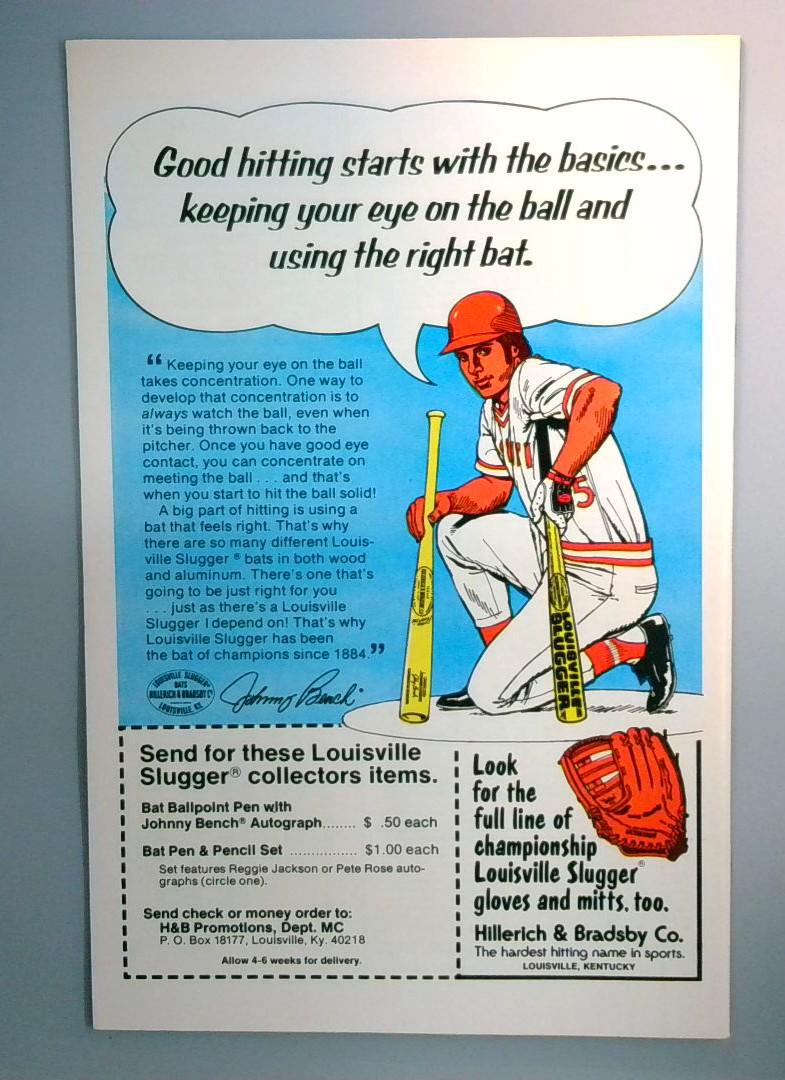 Good hitting starts with the basics...
keeping your eye on the ball and
using the right bat.
“Keeping your eye on the ball
takes concentration. One way to
develop that concentration is to
always watch the ball, even when
it's being thrown back to the
pitcher. Once you have good eye
contact, you can concentrate on
meeting the ball . . . and that's
when you start to hit the ball solid!
A big part of hitting is using a
bat that feels right. That's why
there are so many different Louis-
ville Slugger ® bats in both wood
and aluminum. There's one that's
going to be just right for you
. . . just as there's a Louisville
Slugger I depend on! That's why
Louisville Slugger has been
the bat of champions since 1884.”
5
LOUISVILLE
SLUGGER
LOUISVILLE SLUGGER
BATS
HILLERICH & BRADSBY Cº
LOUISVILLE, KY.
Johnny Bench
Send for these Louisville
Slugger® collectors items.
Bat Ballpoint Pen with
Johnny Bench® Autograph........ $ .50 each
Bat Pen & Pencil Set ................ $1.00 each
Set features Reggie Jackson or Pete Rose auto-
graphs (circle one).
Send check or money order to:
H&B Promotions, Dept. MC
P. O. Box 18177, Louisville, Ky. 40218
Allow 4-6 weeks for delivery.
Look
for the
full line of
championship
Louisville Slugger®
gloves and mitts, too.
Hillerich & Bradsby Co.
The hardest hitting name in sports.
LOUISVILLE, KENTUCKY